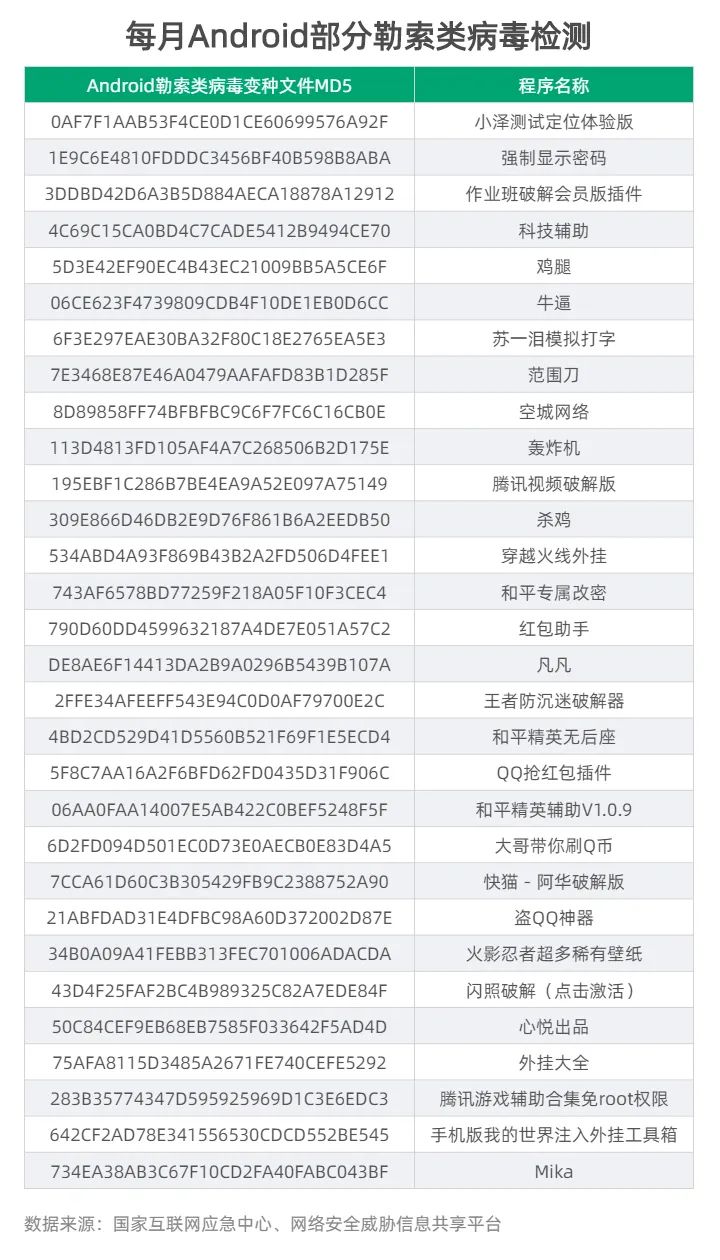 每月Android部分勒索类病毒检测
Android勒索类病毒变种文件MD5 程序名称
0AF7F1AAB53F4CE0D1CE60699576A92F 小泽测试定位体验版
1E9C6E4810FDDDC3456BF40B598B8ABA 强制显示密码
3DDBD42D6A3B5D884AECA18878A12912 作业班破解会员版插件
4C69C15CA0BD4C7CADE5412B9494CE70 科技辅助
5D3E42EF90EC4B43EC21009BB5A5CE6F 鸡腿
06CE623F4739809CDB4F10DE1EB0D6CC 牛逼
6F3E297EAE30BA32F80C18E2765EA5E3 苏一泪模拟打字
7E3468E87E46A0479AAFAFD83B1D285F 范围刀
8D89858FF74BFBFBC9C6F7FC6C16CB0E 空城网络
113D4813FD105AF4A7C268506B2D175E 轰炸机
195EBF1C286B7BE4EA9A52E097A75149 腾讯视频破解版
309E866D46DB2E9D76F861B6A2EEDB50 杀鸡
534ABD4A93F869B43B2A2FD506D4FEE1 穿越火线外挂
743AF6578BD77259F218A05F10F3CEC4 和平专属改密
790D60DD4599632187A4DE7E051A57C2 红包助手
DE8AE6F14413DA2B9A0296B5439B107A 凡凡
2FFE34AFEEFF543E94C0D0AF79700E2C 王者防沉迷破解器
4BD2CD529D41D5560B521F69F1E5ECD4 和平精英无后座
5F8C7AA16A2F6BFD62FD0435D31F906C QQ抢红包插件
06AA0FAA14007E5AB422C0BEF5248F5F 和平精英辅助V1.0.9
6D2FD094D501EC0D73E0AECB0E83D4A5 大哥带你刷Q币
7CCA61D60C3B305429FB9C2388752A90 快猫 - 阿华破解版
21ABFDAD31E4DFBC98A60D372002D87E 盗QQ神器
34B0A09A41FEBB313FEC701006ADACDA 火影忍者超多稀有壁纸
43D4F25FAF2BC4B989325C82A7EDE84F 闪照破解（点击激活）
50C84CEF9EB68EB7585F033642F5AD4D 心悦出品
75AFA8115D3485A2671FE740CEFE5292 外挂大全
283B35774347D595925969D1C3E6EDC3 腾讯游戏辅助合集免root权限
642CF2AD78E341556530CDCD552BE545 手机版我的世界注入外挂工具箱
734EA38AB3C67F10CD2FA40FABC043BF Mika
数据来源：国家互联网应急中心、网络安全威胁信息共享平台